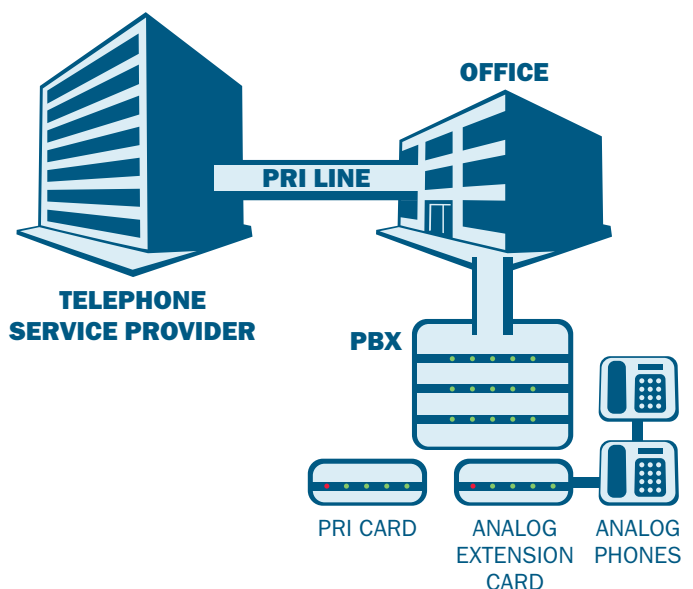 OFFICE
PRI LINE
TELEPHONE
SERVICE PROVIDER
PBX
PRI CARD
ANALOG
EXTENSION
CARD
ANALOG
PHONES